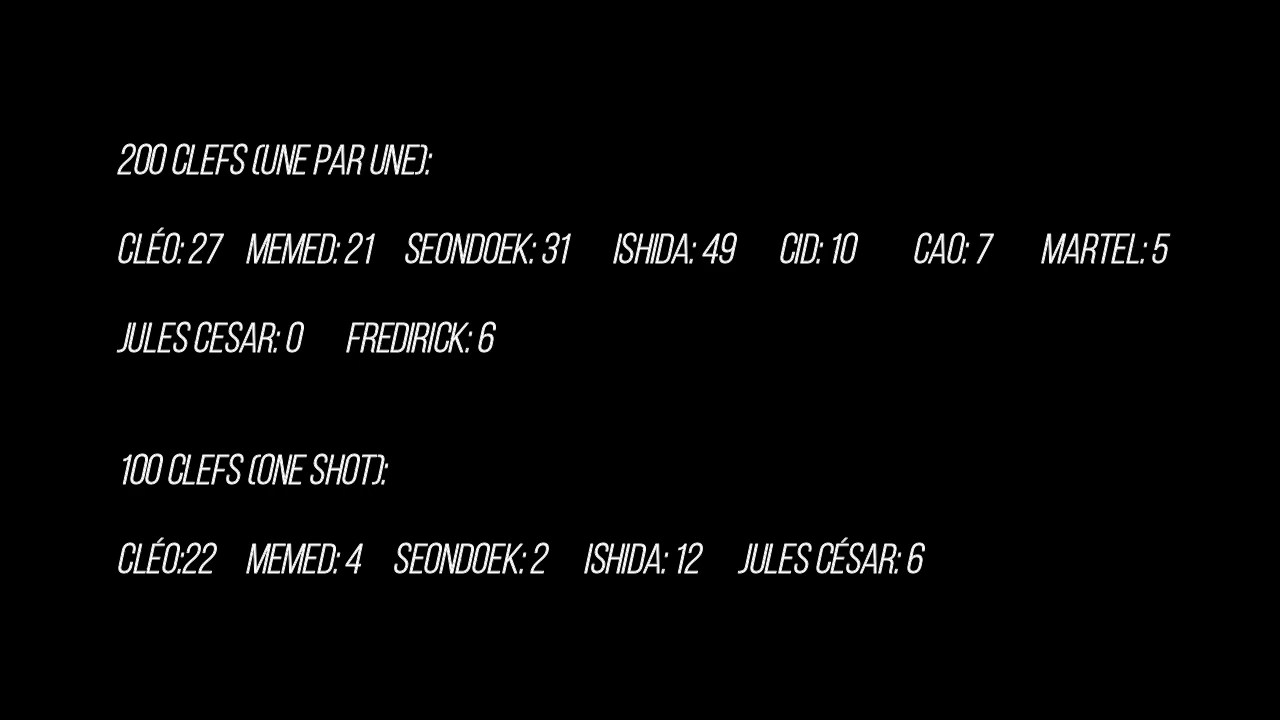 200 CLEFS (UNE PAR UNE):
CLÉO: 27 MEMED: 21 SEONDOEK: 31 ISHIDA: 49 CID: 10 CAO: 7 MARTEL: 5
JULES CESAR: 0 FREDIRICK: 6
100 CLEFS (ONE SHOT):
CLÉO:22 MEMED: 4 SEONDOEK: 2 ISHIDA: 12 JULES CÉSAR: 6